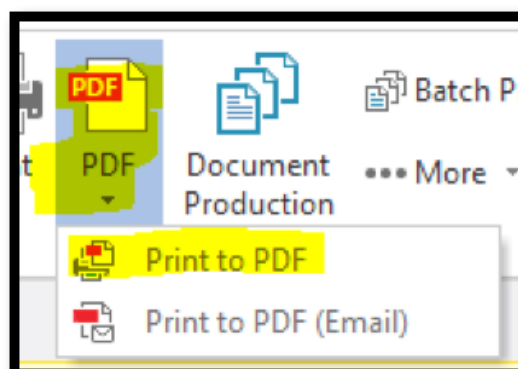 PDF
PDF
Document
Production
Batch P
More
Print to PDF
Print to PDF (Email)